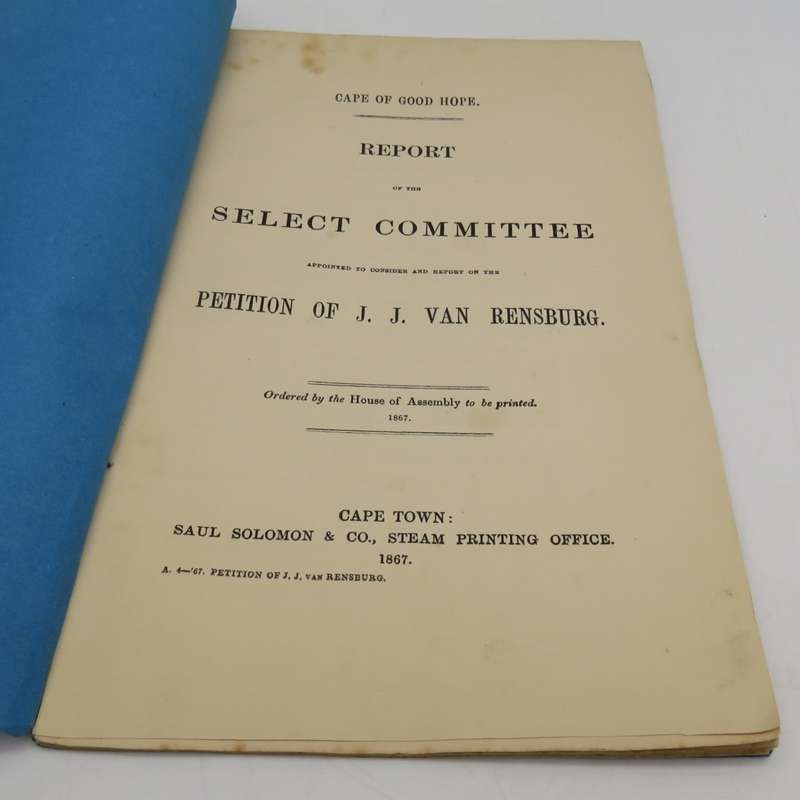 CAPE OF GOOD HOPE.
REPORT
OF THE
SELECT COMMITTEE
APPOINTED TO CONSIDER AND REPORT ON THE
PETITION OF J. J. VAN RENSBURG.
Ordered by the House of Assembly to be printed.
1867.
CAPE TOWN:
SAUL SOLOMON & CO., STEAM PRINTING OFFICE.
1867.
A. 4—'67. PETITION OF J. J. VAN RENSBURG.